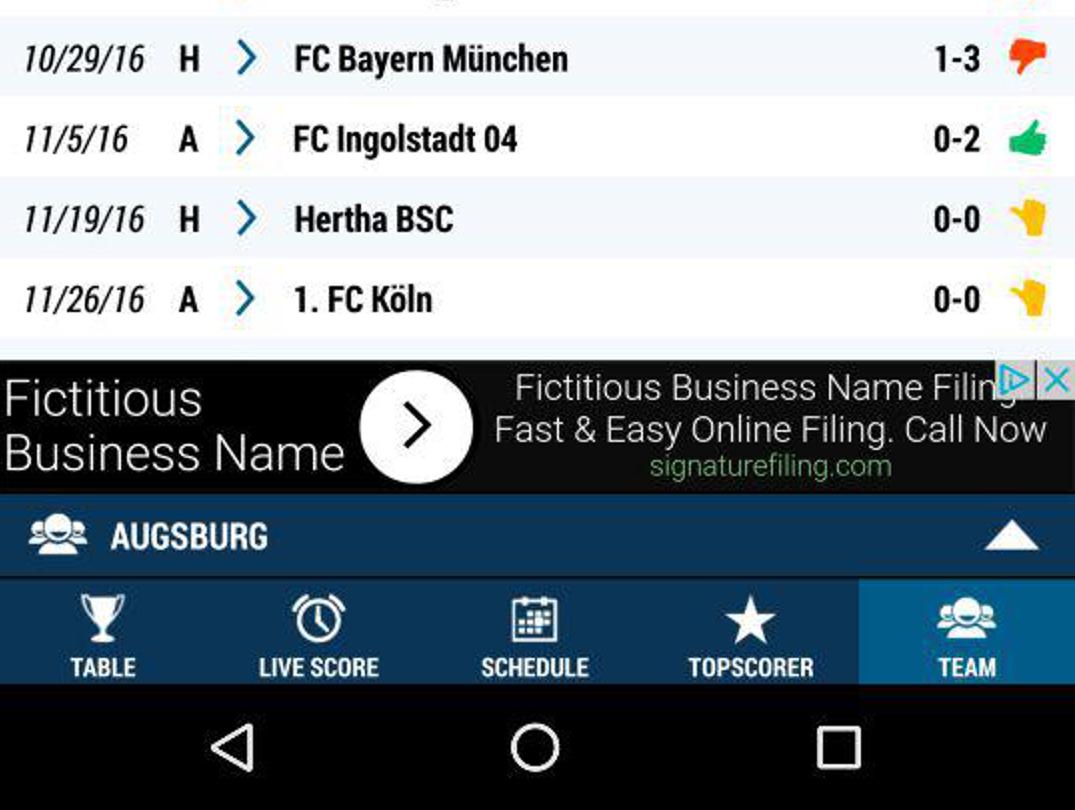 10/29/16 H FC Bayern München 1-3
11/5/16 A FC Ingolstadt 04 0-2
11/19/16 H Hertha BSC 0-0
11/26/16 A 1. FC Köln 0-0
Fictitious
Business Name
Fictitious Business Name Filing
Fast & Easy Online Filing. Call Now
signaturefiling.com
AUGSBURG
TABLE LIVE SCORE SCHEDULE TOPSCORER TEAM